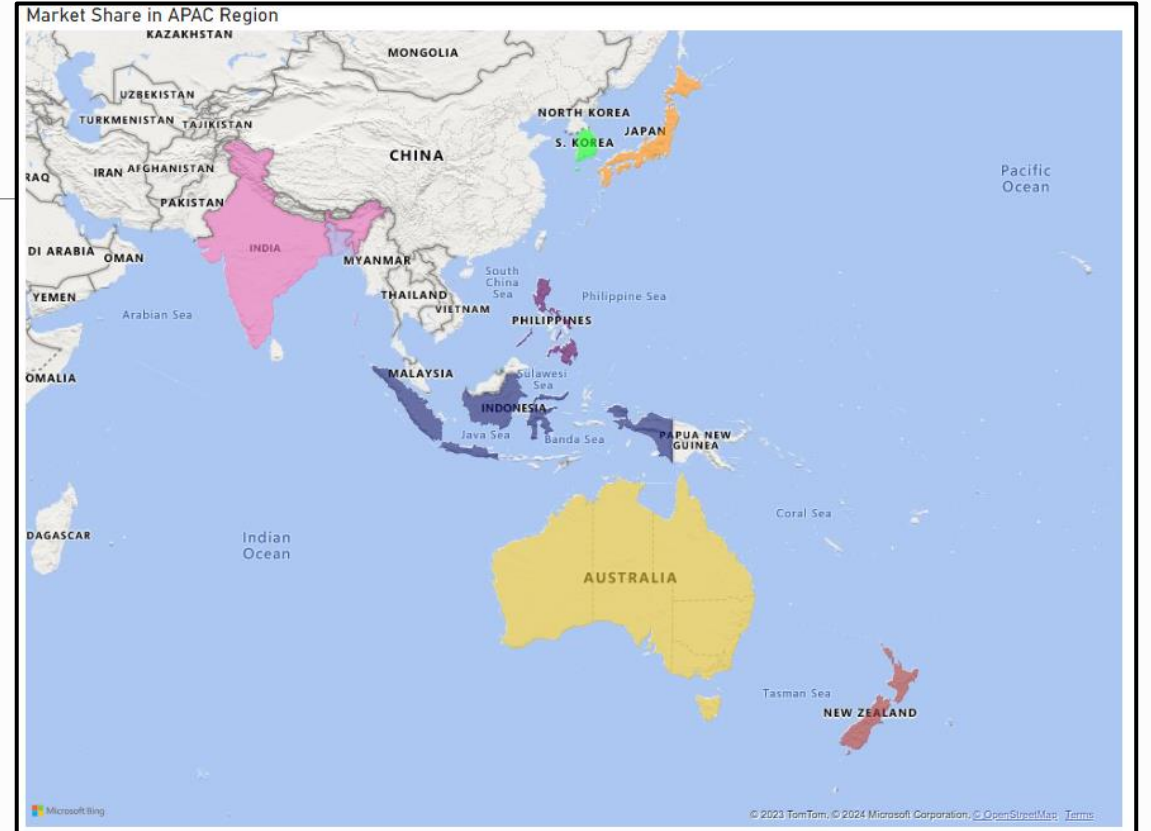 Market Share in APAC Region
KAZAKHSTAN
MONGOLIA
UZBEKISTAN
TURKMENISTAN
TAJIKISTAN
NORTH KOREA
JAPAN
S. KOREA
CHINA
RAQ
IRAN
AFGHANISTAN
PAKISTAN
Pacific
Ocean
DI ARABIA
OMAN
INDIA
MYANMAR
YEMEN
THAILAND
VIETNAM
South
China
Sea
Philippine Sea
Arabian Sea
PHILIPPINES
OMALIA
MALAYSIA
Sulawesi
Sea
INDONESIA
Java Sea
Banda Sea
PAPUA NEW
GUINEA
DAGASCAR
Indian
Ocean
Coral Sea
AUSTRALIA
Tasman Sea
NEW ZEALAND
Microsoft Bing
© 2023 TomTom, © 2024 Microsoft Corporation, © OpenStreetMap Terms